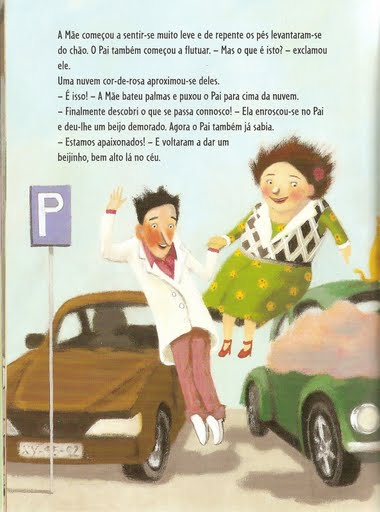 A Mãe começou a sentir-se muito leve e de repente os pés levantaram-se
do chão. O Pai também começou a flutuar. – Mas o que é isto? – exclamou
ele.
Uma nuvem cor-de-rosa aproximou-se deles.
– É isso! – A Mãe bateu palmas e puxou o Pai para cima da nuvem.
– Finalmente descobri o que se passa connosco! – Ela enroscou-se no Pai
e deu-lhe um beijo demorado. Agora o Pai também já sabia.
– Estamos apaixonados! – E voltaram a dar um
beijinho, bem alto lá no céu.
P